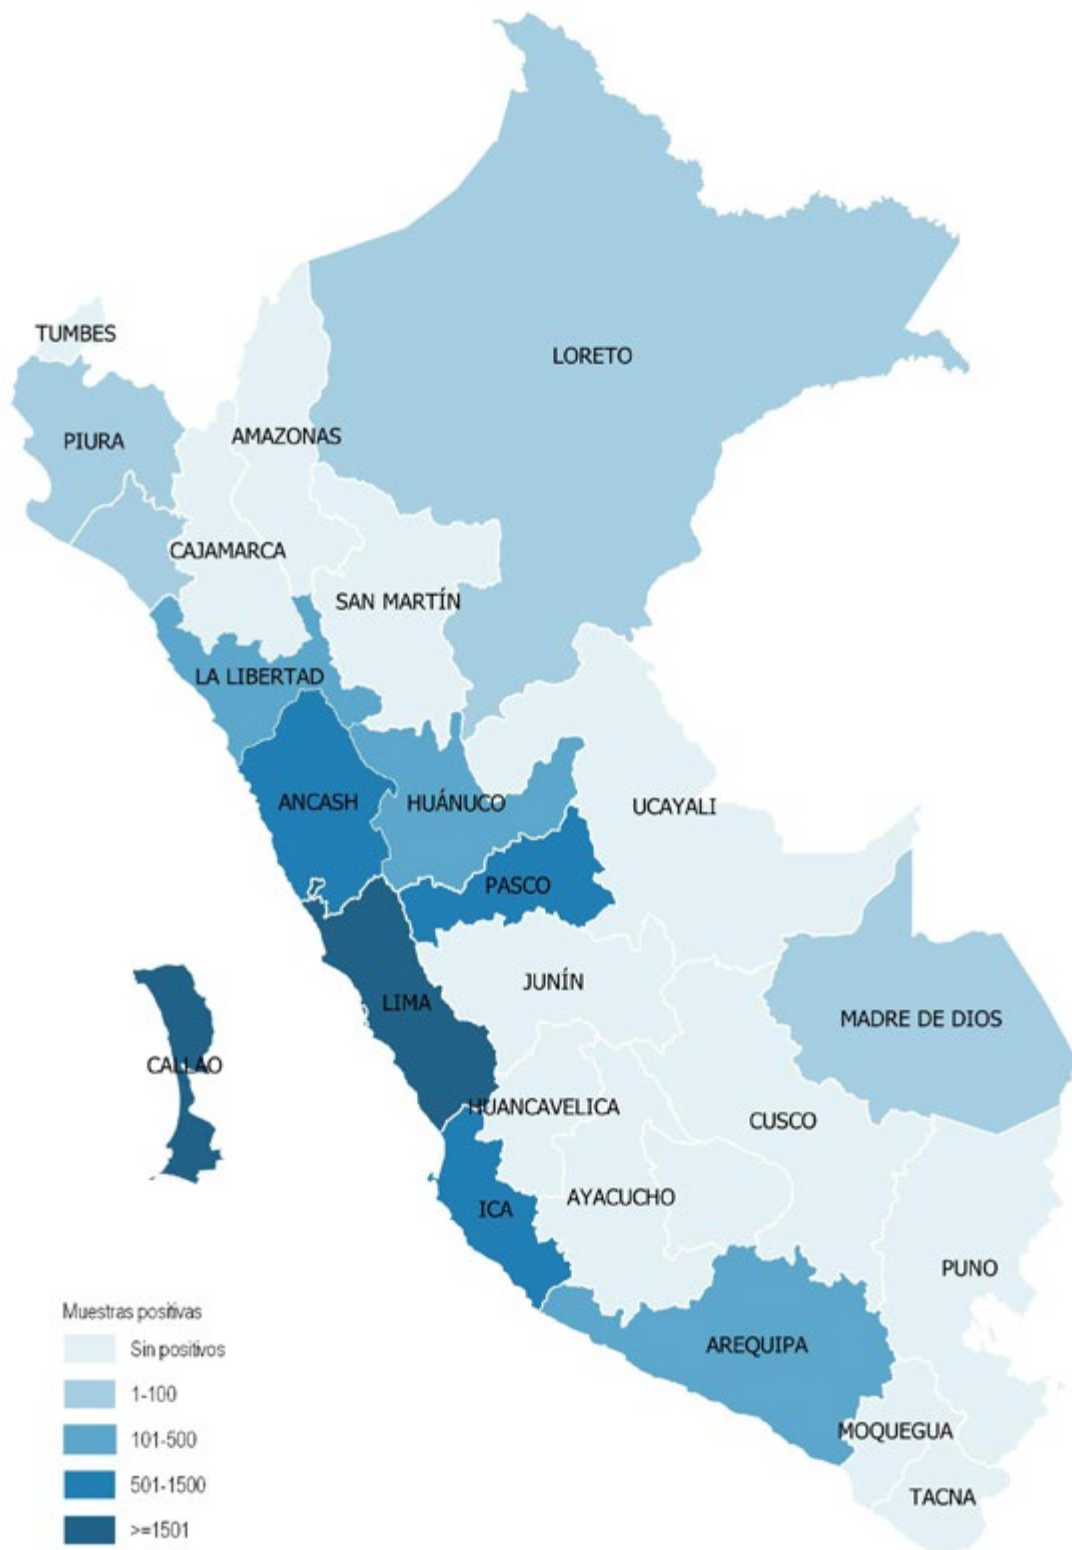 TUMBES
LORETO
PIURA
AMAZONAS
CAJAMARCA
SAN MARTÍN
LA LIBERTAD
ANCASH
HUÁNUCO
UCAYALI
PASCO
JUNÍN
LIMA
MADRE DE DIOS
CALLAO
HUANCAVELICA
CUSCO
AYACUCHO
ICA
PUNO
AREQUIPA
MOQUEGUA
TACNA
Muestras positivas
Sin positivos
1-100
101-500
501-1500
>=1501